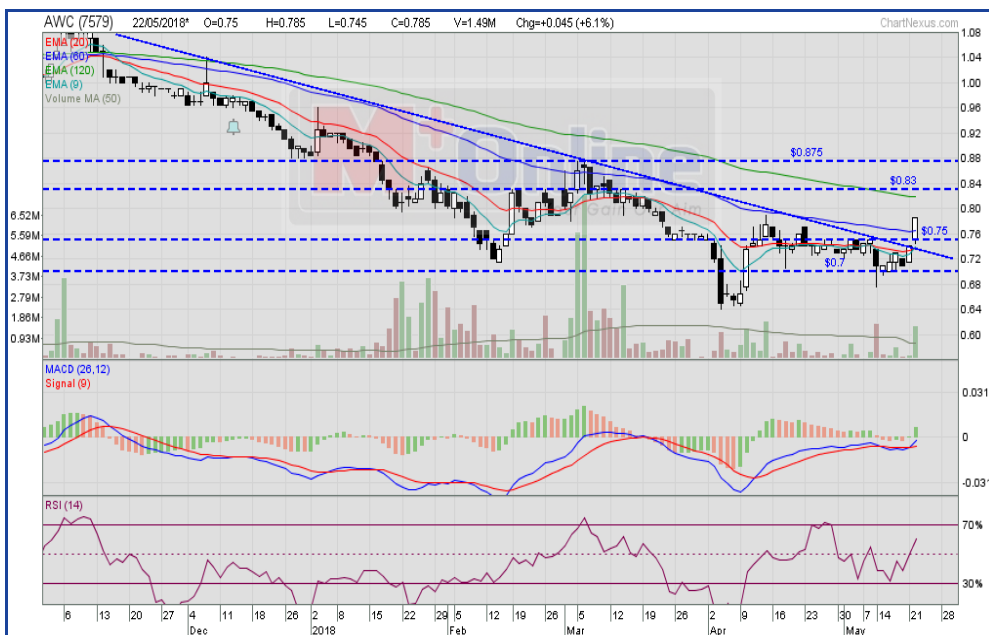 AWC (7579) 22/05/2018* O=0.75 H=0.785 L=0.745 C=0.785 V=1.49M Chg=+0.045 (+6.1%) ChartNexus.com
EMA (20)
EMA (60)
EMA (120)
EMA (9)
Volume MA (50)
1.08
1.04
1.00
0.96
0.92
0.88
0.84
0.80
0.76
0.72
0.68
0.64
0.60
$0.875
$0.83
$0.75
$0.7
6.52M
5.59M
4.66M
3.73M
2.79M
1.86M
0.93M
MACD (26,12)
Signal (9)
0.031
0
-0.031
RSI (14)
70%
30%
6 13 20 27 4 11 18 26 2 8 15 22 29 5 12 19 26 5 12 19 26 2 9 16 23 30 7 14 21 28
Dec 2018 Feb Mar Apr May